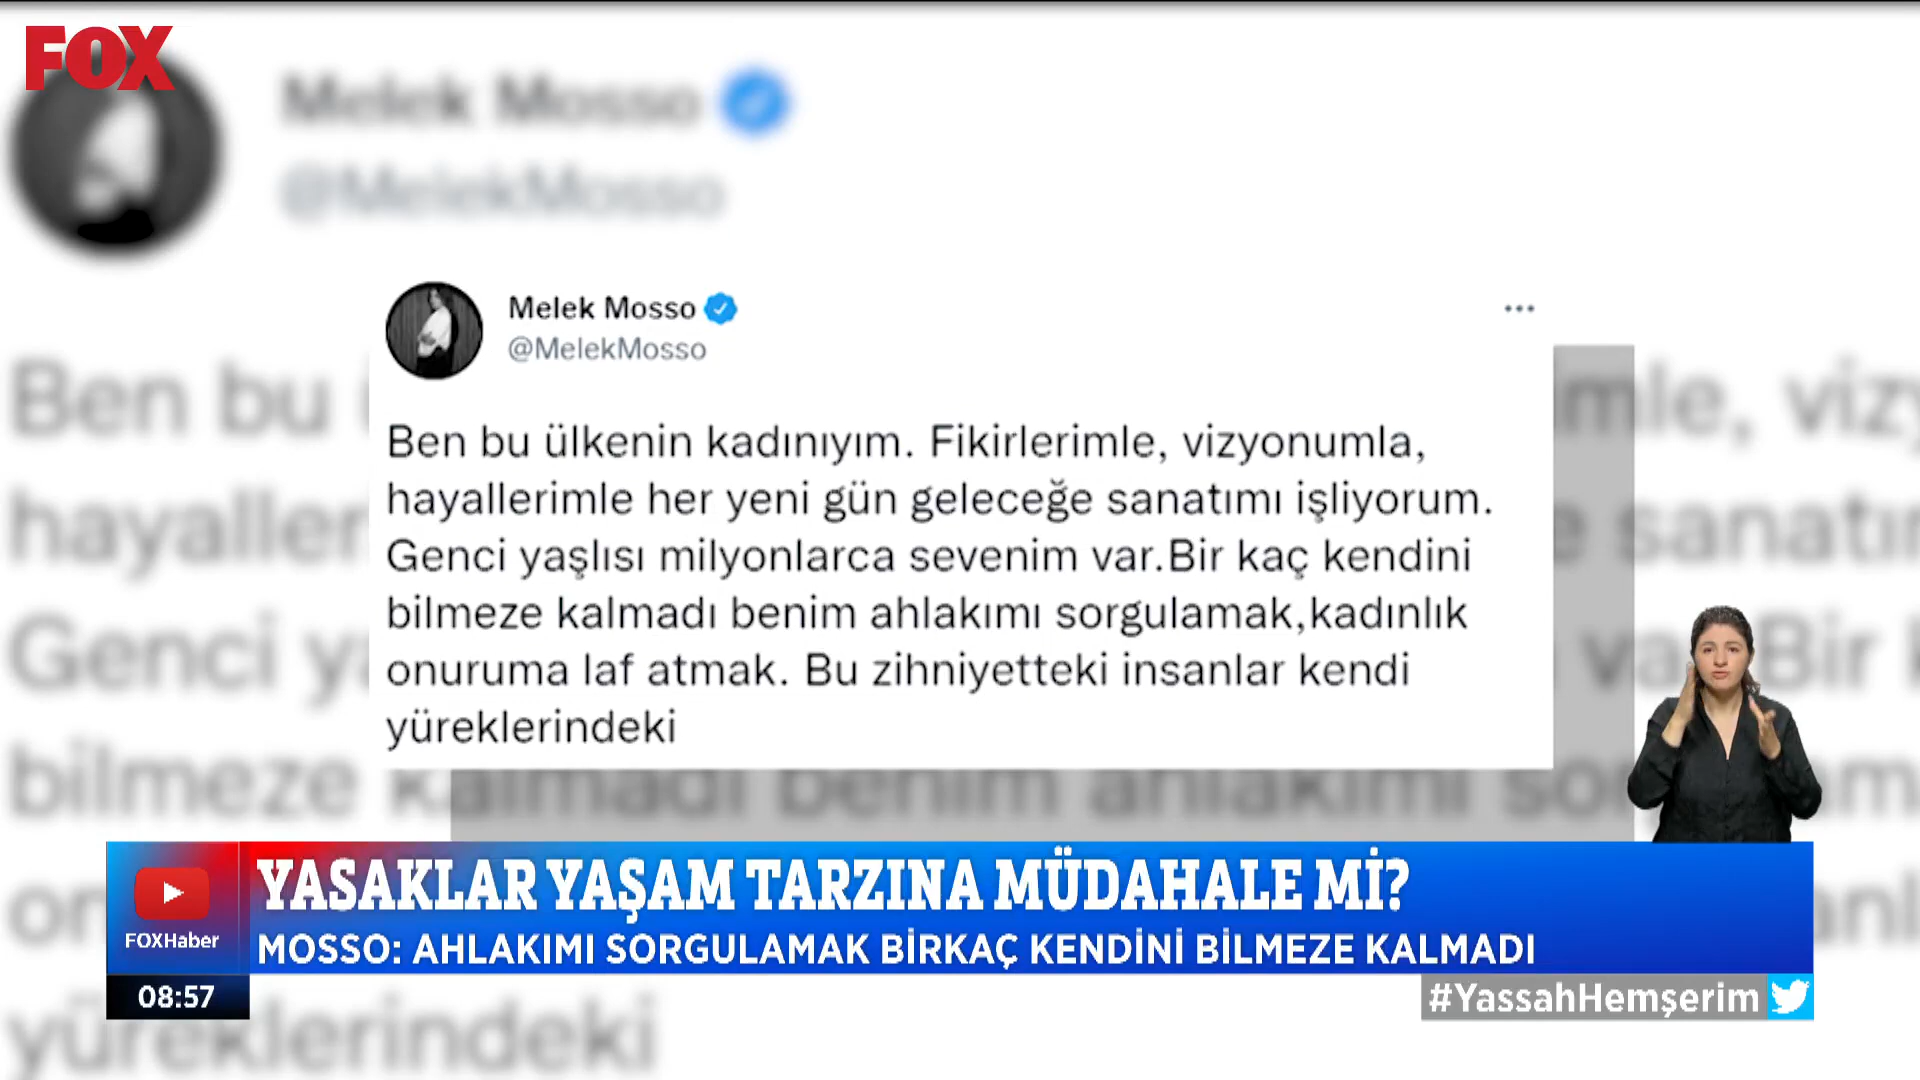 FOX
Melek Mosso
@MelekMosso
Melek Mosso
@MelekMosso
Ben bu ülkenin kadınıyım. Fikirlerimle, vizyonumla,
hayallerimle her yeni gün geleceğe sanatımı işliyorum.
Genci yaşlısı milyonlarca sevenim var.Bir kaç kendini
bilmeze kalmadı benim ahlakımı sorgulamak,kadınlık
onuruma laf atmak. Bu zihniyetteki insanlar kendi
yüreklerindeki
YASAKLAR YAŞAM TARZINA MÜDAHALE Mİ?
FOXHaber
MOSSO: AHLAKIMI SORGULAMAK BİRKAÇ KENDİNİ BİLMEZE KALMADI
08:57
#YassahHemşerim